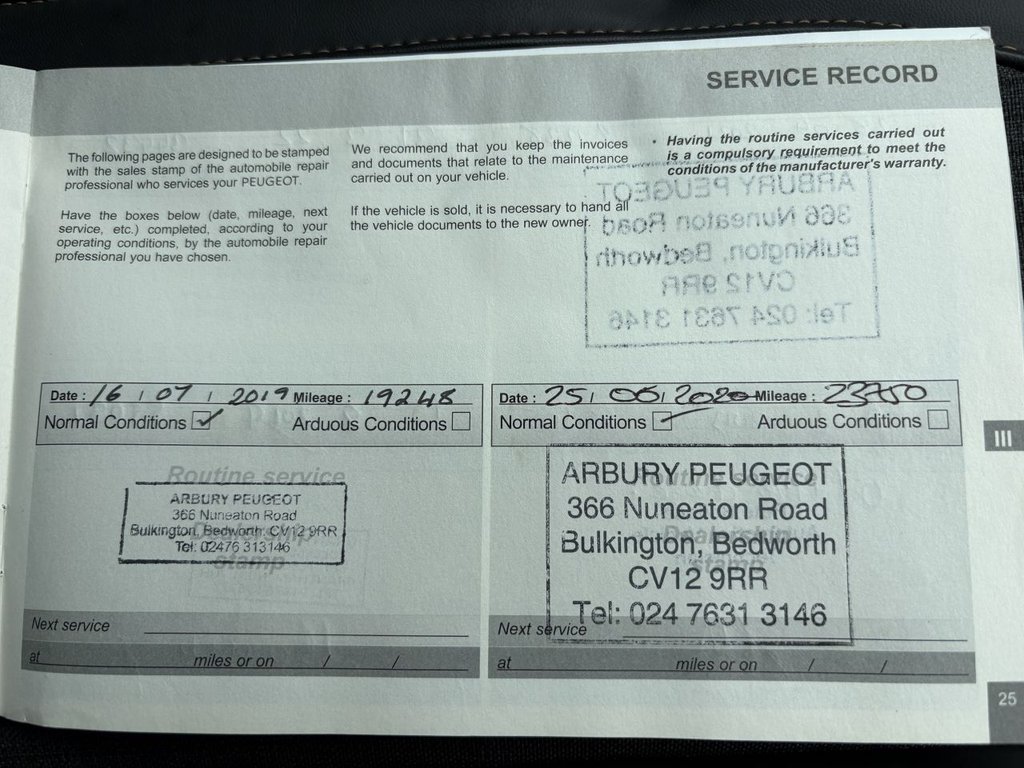 SERVICE RECORD
The following pages are designed to be stamped
with the sales stamp of the automobile repair
professional who services your PEUGEOT.
Have the boxes below (date, mileage, next
service, etc.) completed, according to your
operating conditions, by the automobile repair
professional you have chosen.
We recommend that you keep the invoices
and documents that relate to the maintenance
carried out on your vehicle.
If the vehicle is sold, it is necessary to hand all
the vehicle documents to the new owner.
• Having the routine services carried out
is a compulsory requirement to meet the
conditions of the manufacturer's warranty.
ARBURY PEUGEOT
366 Nuneaton Road
Bulkington, Bedworth
CV12 9RR
Tel: 024 7631 3146
Date : 16 / 07 / 2019 Mileage : 19248
Normal Conditions Arduous Conditions
Routine service
Dealership
stamp
ARBURY PEUGEOT
366 Nuneaton Road
Bulkington, Bedworth CV12 9RR
Tel: 02476 313146
Next service
at miles or on / /
Date : 25 / 06 / 2020 Mileage : 23750
Normal Conditions Arduous Conditions
Routine service
Dealership
stamp
ARBURY PEUGEOT
366 Nuneaton Road
Bulkington, Bedworth
CV12 9RR
Tel: 024 7631 3146
Next service
at miles or on / /
III
25